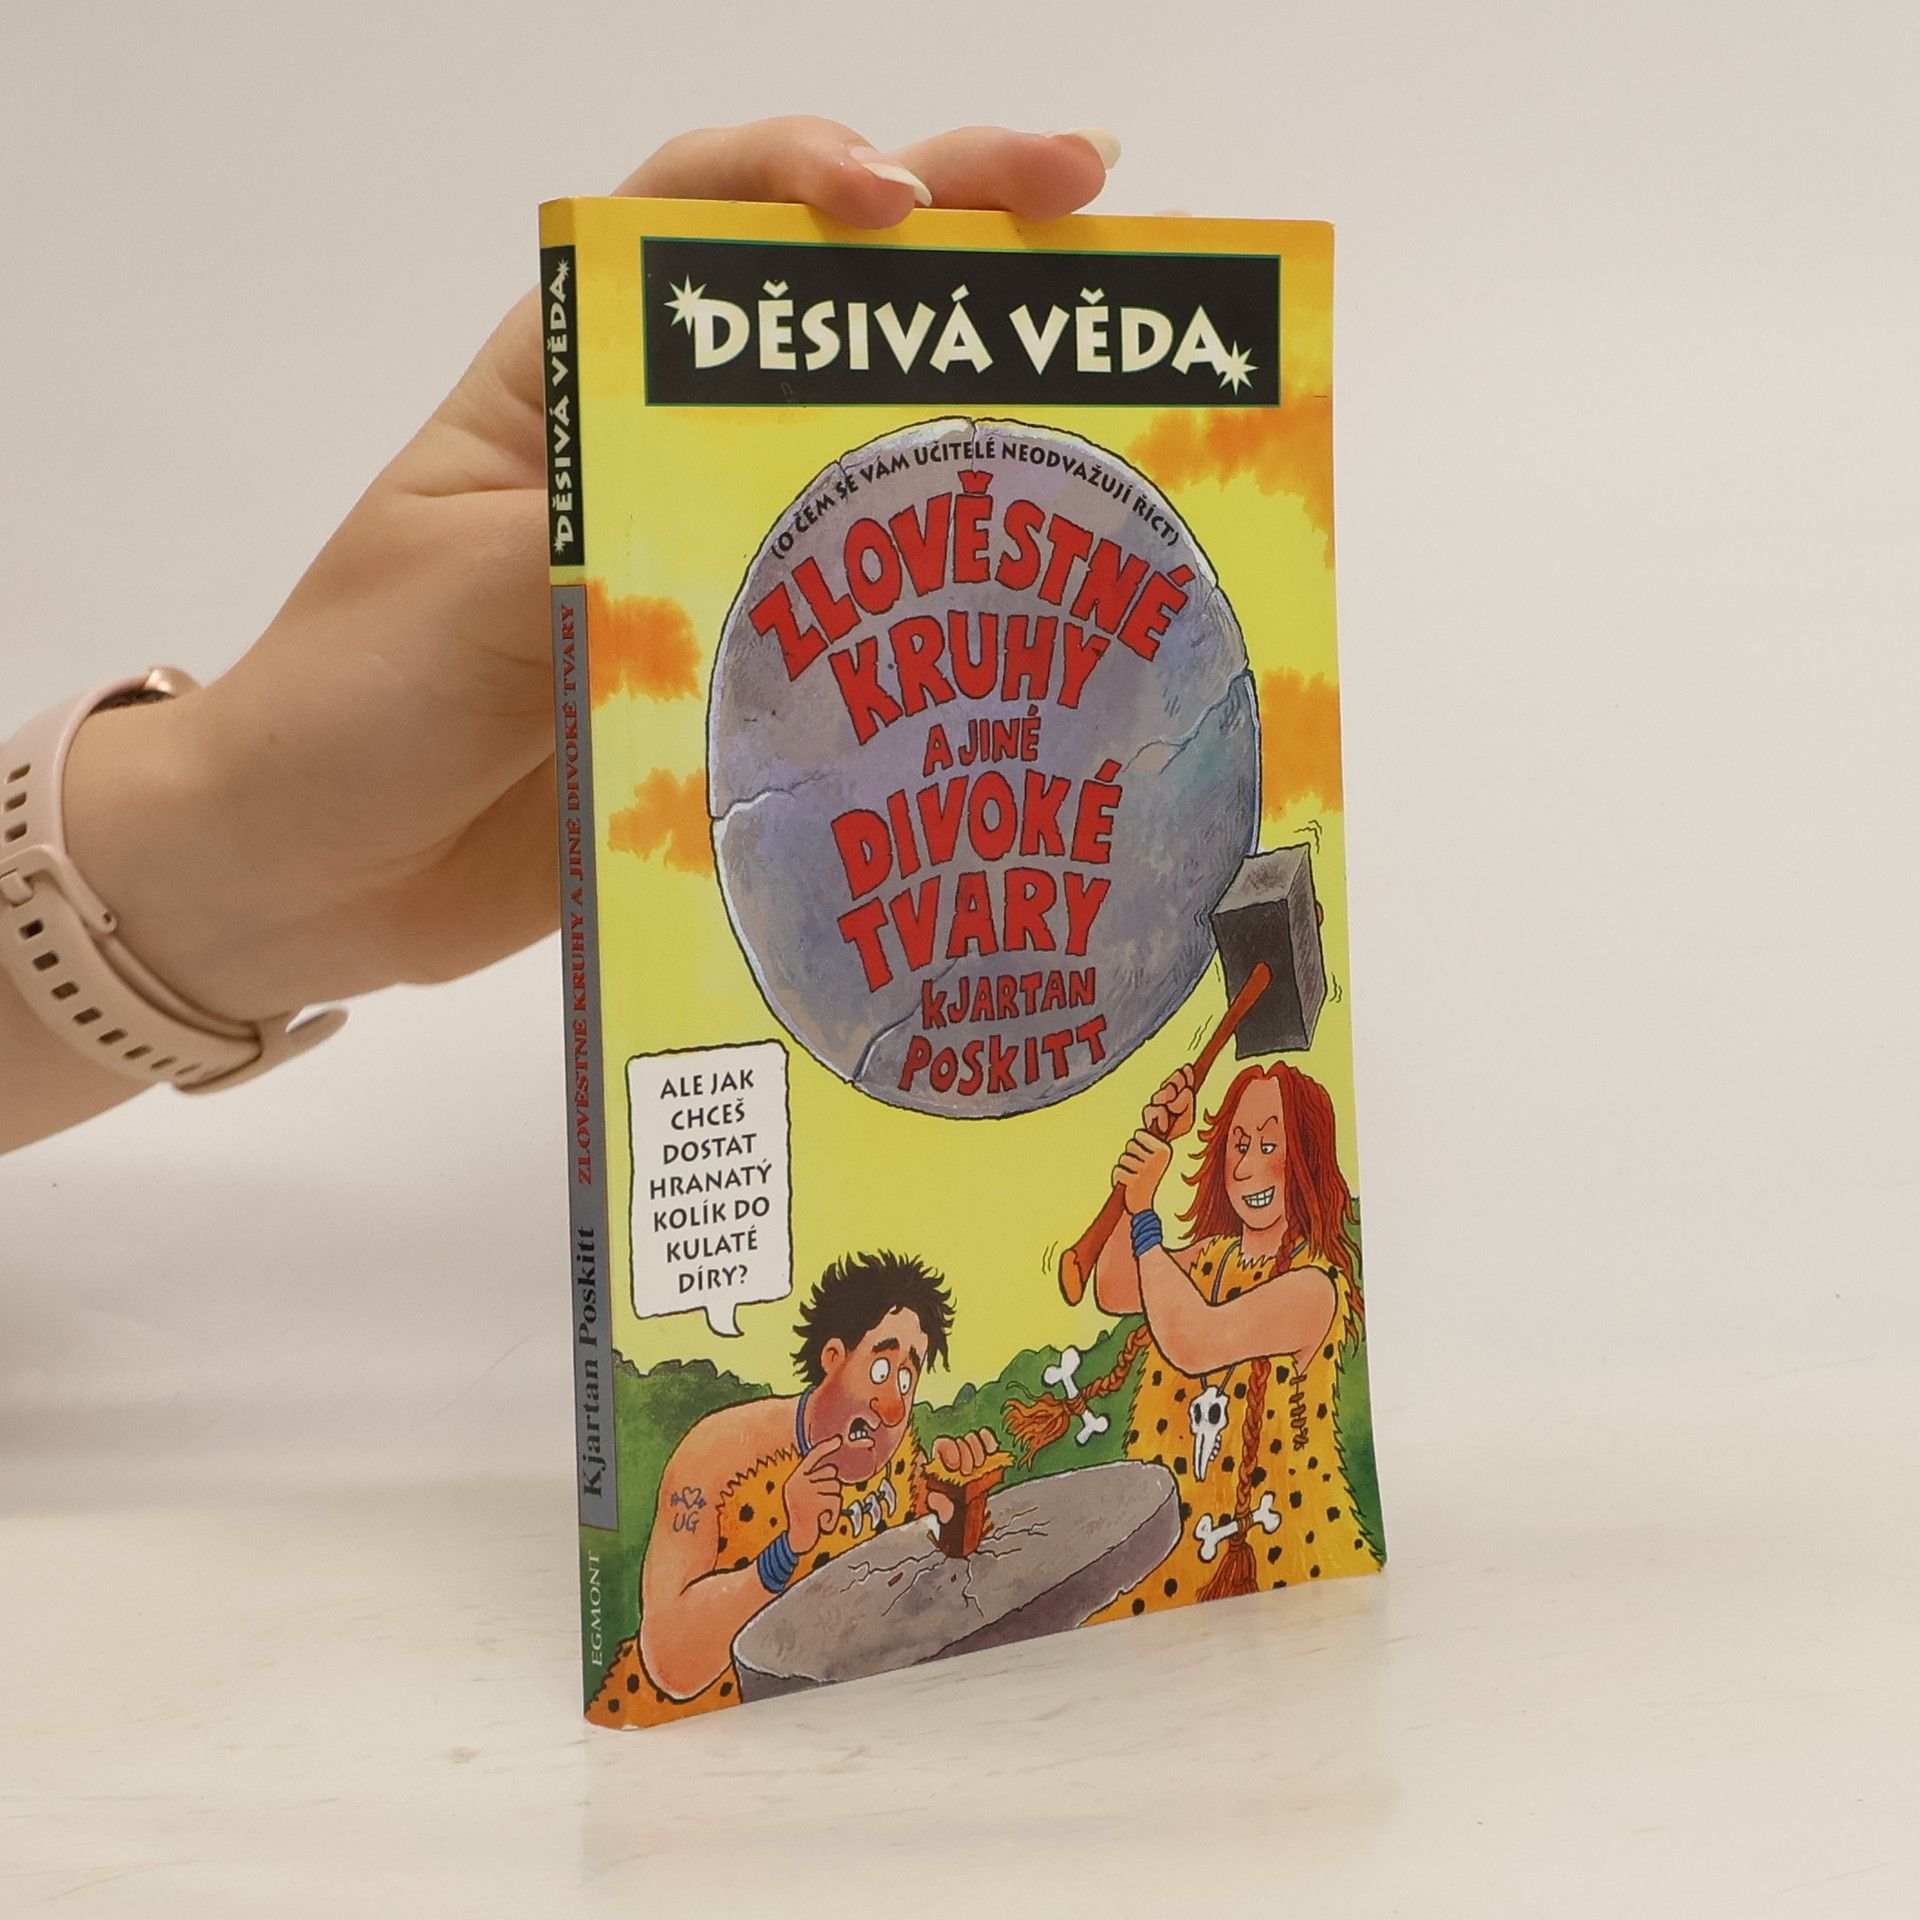 DĚSIVÁ VĚDA
(O ČEM SE VÁM UČITELÉ NEODVAŽUJÍ ŘÍCT)
ZLOVĚSTNÉ
KRUHY
A JINÉ
DIVOKÉ
TVARY
KJARTAN
POSKITT
ALE JAK
CHCEŠ
DOSTAT
HRANATÝ
KOLÍK DO
KULATÉ
DÍRY?
UG
DĚSIVÁ VĚDA
ZLOVĚSTNÉ KRUHY A JINÉ DIVOKÉ TVARY
Kjartan Poskitt
EGMONT